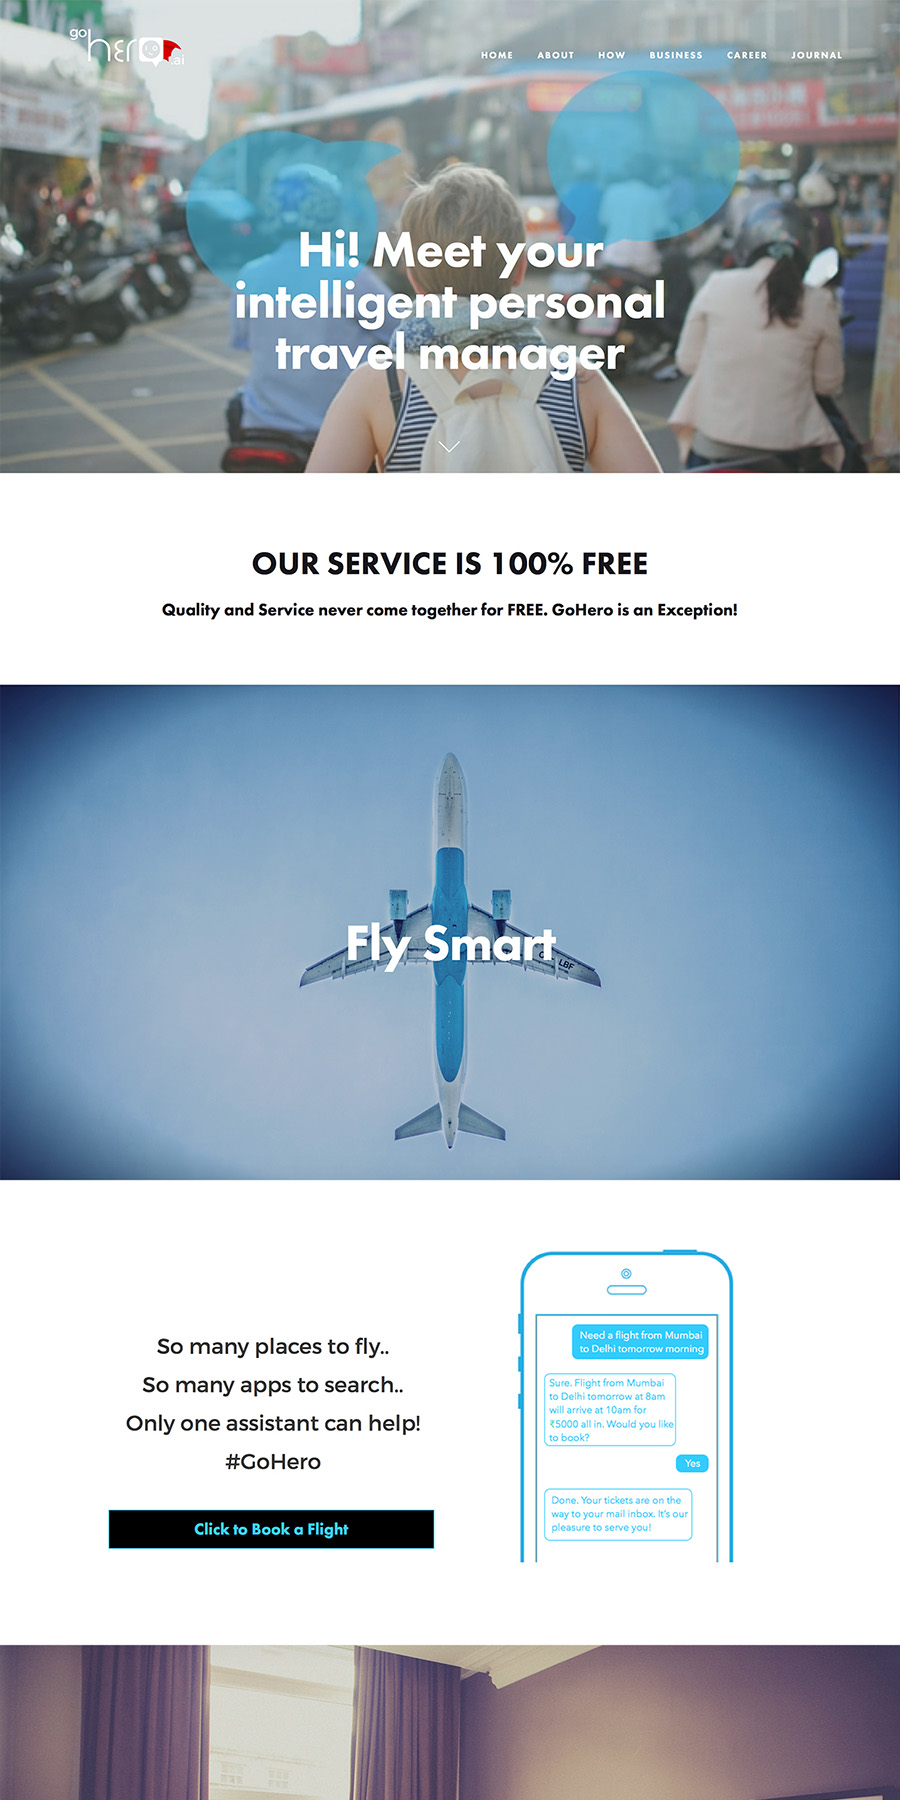 go
hero
.ai
HOME ABOUT HOW BUSINESS CAREER JOURNAL
Hi! Meet your
intelligent personal
travel manager
OUR SERVICE IS 100% FREE
Quality and Service never come together for FREE. GoHero is an Exception!
Fly Smart
LBF
So many places to fly..
So many apps to search..
Only one assistant can help!
#GoHero
Click to Book a Flight
Need a flight from Mumbai
to Delhi tomorrow morning
Sure. Flight from Mumbai
to Delhi tomorrow at 8am
will arrive at 10am for
₹5000 all in. Would you like
to book?
Yes
Done. Your tickets are on the
way to your mail inbox. It's our
pleasure to serve you!